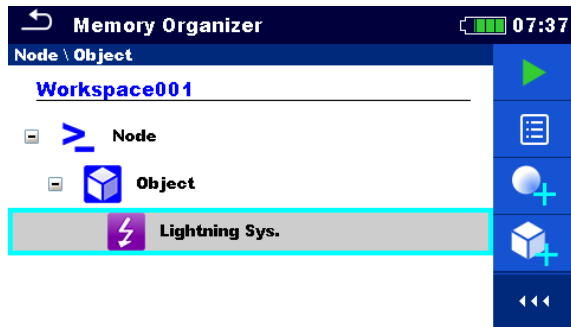 Memory Organizer 07:37
Node \ Object
Workspace001
Node
Object
Lightning Sys.